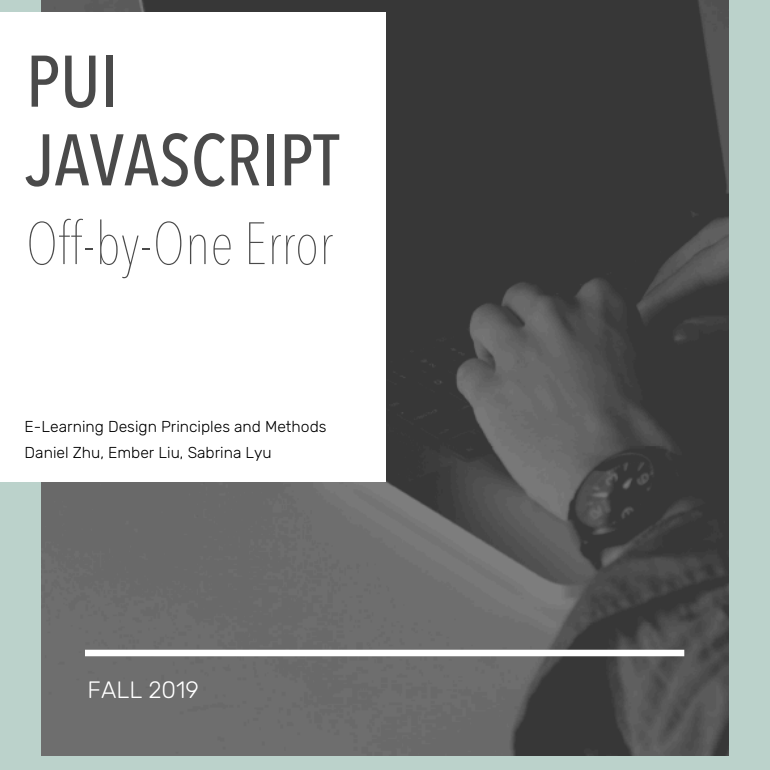 PUI
JAVASCRIPT
Off-by-One Error
E-Learning Design Principles and Methods
Daniel Zhu, Ember Liu, Sabrina Lyu
FALL 2019